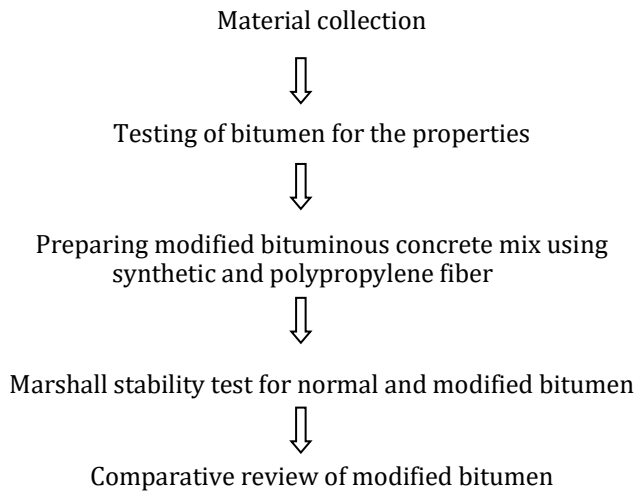 Material collection
Testing of bitumen for the properties
Preparing modified bituminous concrete mix using
synthetic and polypropylene fiber
Marshall stability test for normal and modified bitumen
Comparative review of modified bitumen